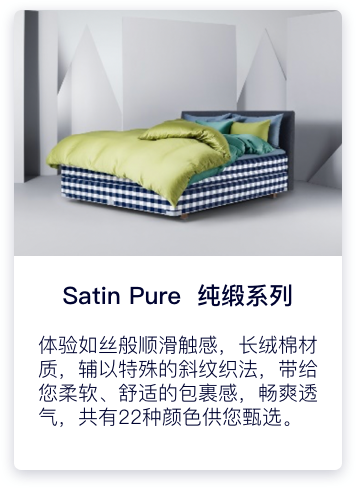 Satin Pure 纯缎系列
体验如丝般顺滑触感，长绒棉材
质，辅以特殊的斜纹织法，带给
您柔软、舒适的包裹感，畅爽透
气，共有22种颜色供您甄选。